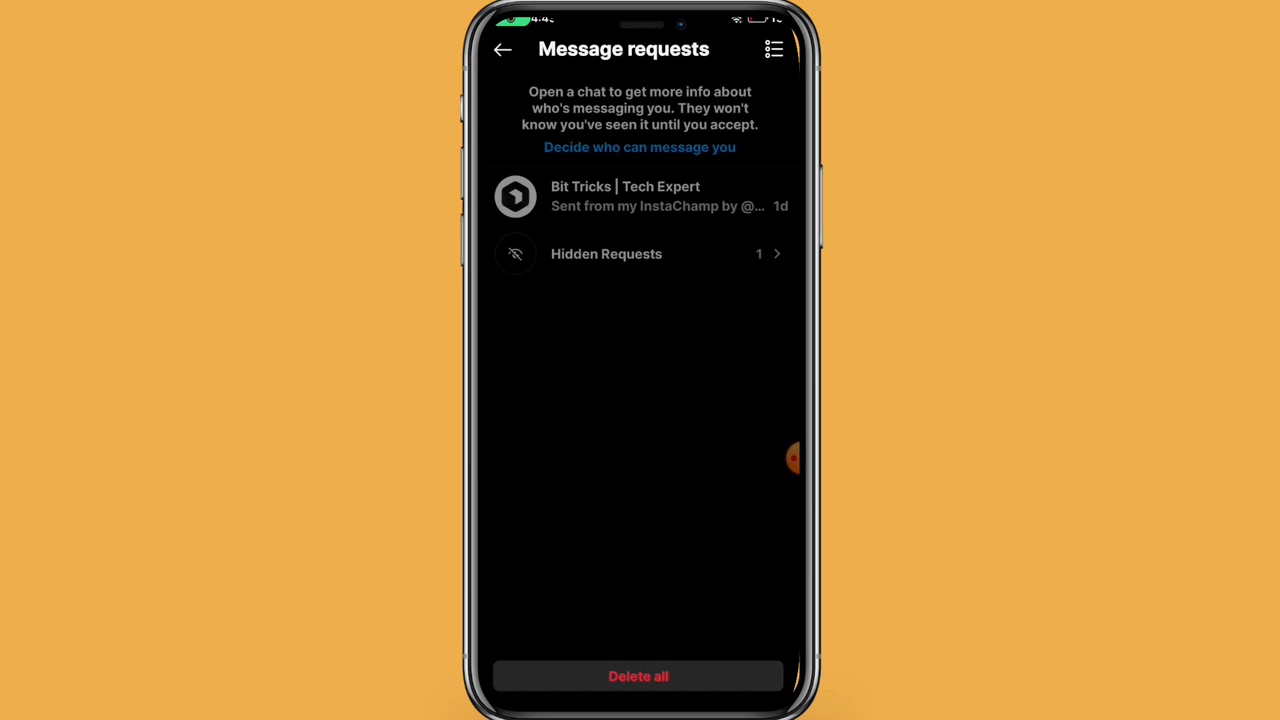 Message requests
Open a chat to get more info about
who's messaging you. They won't
know you've seen it until you accept.
Decide who can message you
Bit Tricks | Tech Expert
Sent from my InstaChamp by @... 1d
Hidden Requests 1
Delete all